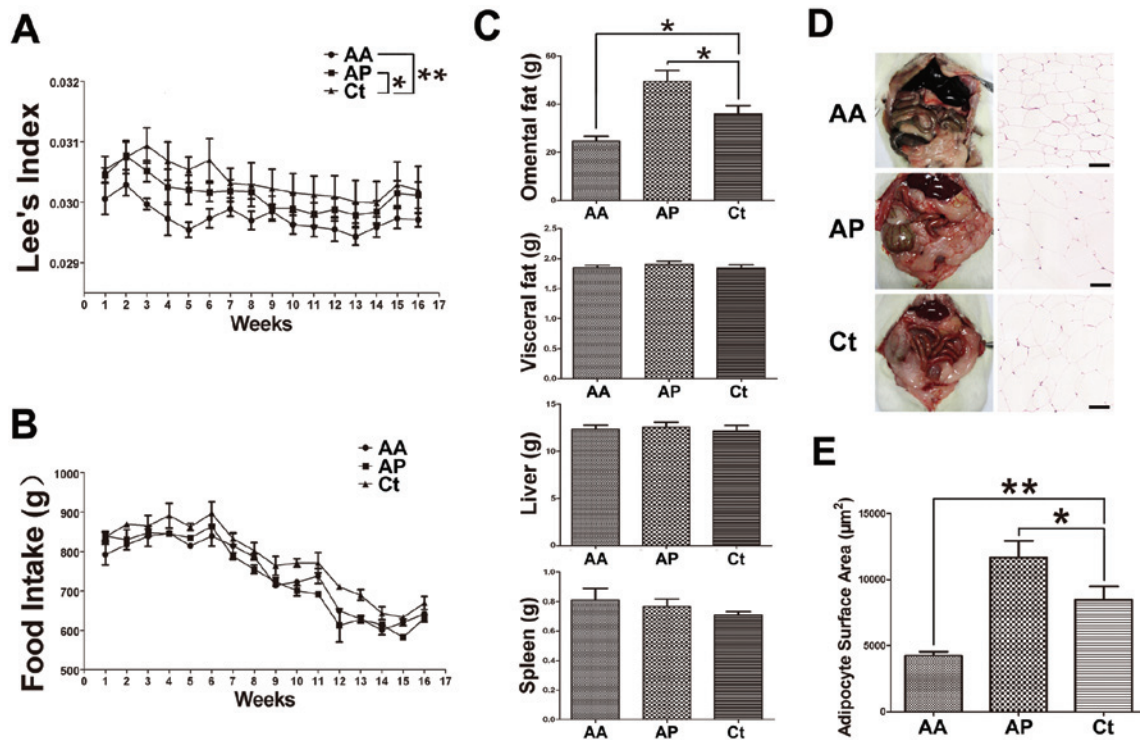 A
AA
AP
Ct
*
**
Lee's Index
0.032
0.031
0.030
0.029
0 1 2 3 4 5 6 7 8 9 10 11 12 13 14 15 16 17
Weeks
B
AA
AP
Ct
Food Intake (g)
1000
900
800
700
600
500
0 1 2 3 4 5 6 7 8 9 10 11 12 13 14 15 16 17
Weeks
C
*
*
Omental fat (g)
60
40
20
0
AA AP Ct
Visceral fat (g)
2.5
2.0
1.5
1.0
0.5
0.0
AA AP Ct
Liver (g)
15
10
5
0
AA AP Ct
Spleen (g)
1.0
0.8
0.6
0.4
0.2
0.0
AA AP Ct
D
AA
AP
Ct
E
**
*
Adipocyte Surface Area (µm²)
15000
10000
5000
0
AA AP Ct